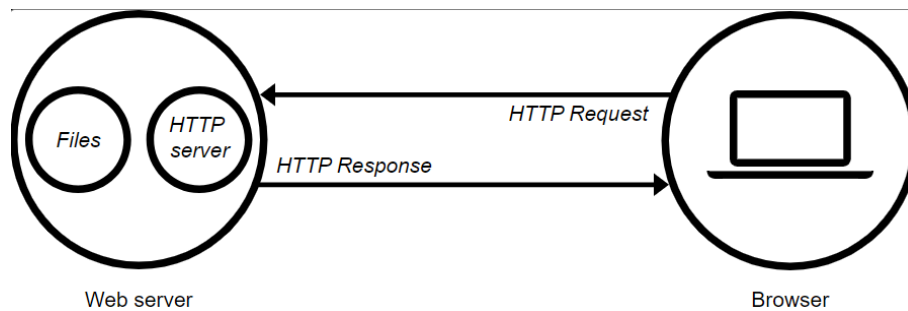 Files
HTTP
server
HTTP Request
HTTP Response
Web server
Browser